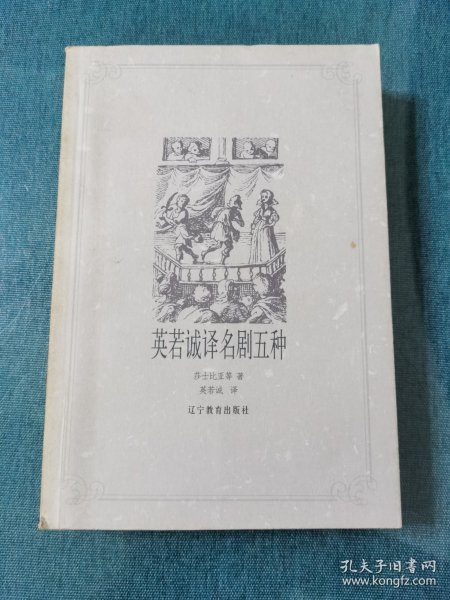 英若诚译名剧五种
莎士比亚等 著
英若诚 译
辽宁教育出版社
孔夫子旧书网
www.kongfz.com